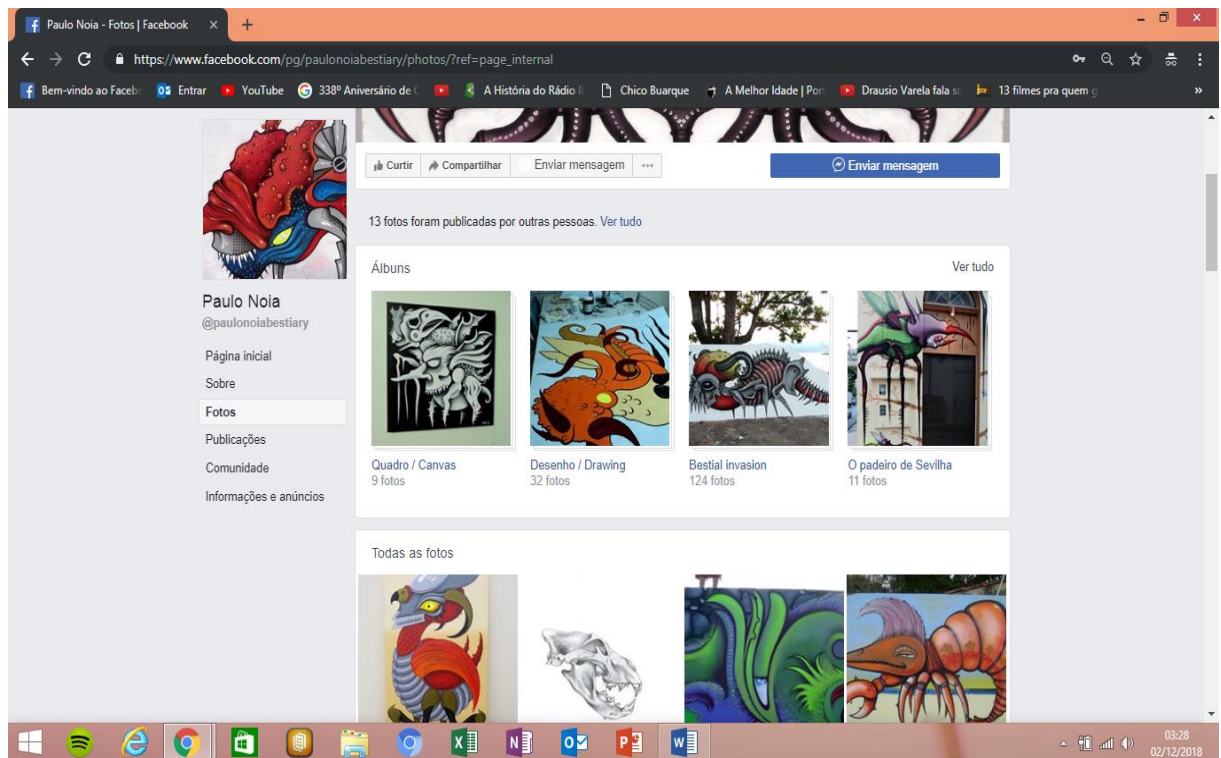 Paulo Noia - Fotos | Facebook
https://www.facebook.com/pg/paulonoiabestiary/photos/?ref=page_internal
Bem-vindo ao Faceb Entrar YouTube 338º Aniversário de A História do Rádio Chico Buarque A Melhor Idade | Por Drausio Varela fala so 13 filmes pra quem g »
Curtir Compartilhar Enviar mensagem ... Enviar mensagem
13 fotos foram publicadas por outras pessoas. Ver tudo
Álbuns Ver tudo
Paulo Noia
@paulonoiabestiary
Página inicial
Sobre
Fotos
Publicações
Comunidade
Informações e anúncios
Quadro / Canvas
9 fotos
Desenho / Drawing
32 fotos
Bestial invasion
124 fotos
O padeiro de Sevilha
11 fotos
Todas as fotos
03:28
02/12/2018